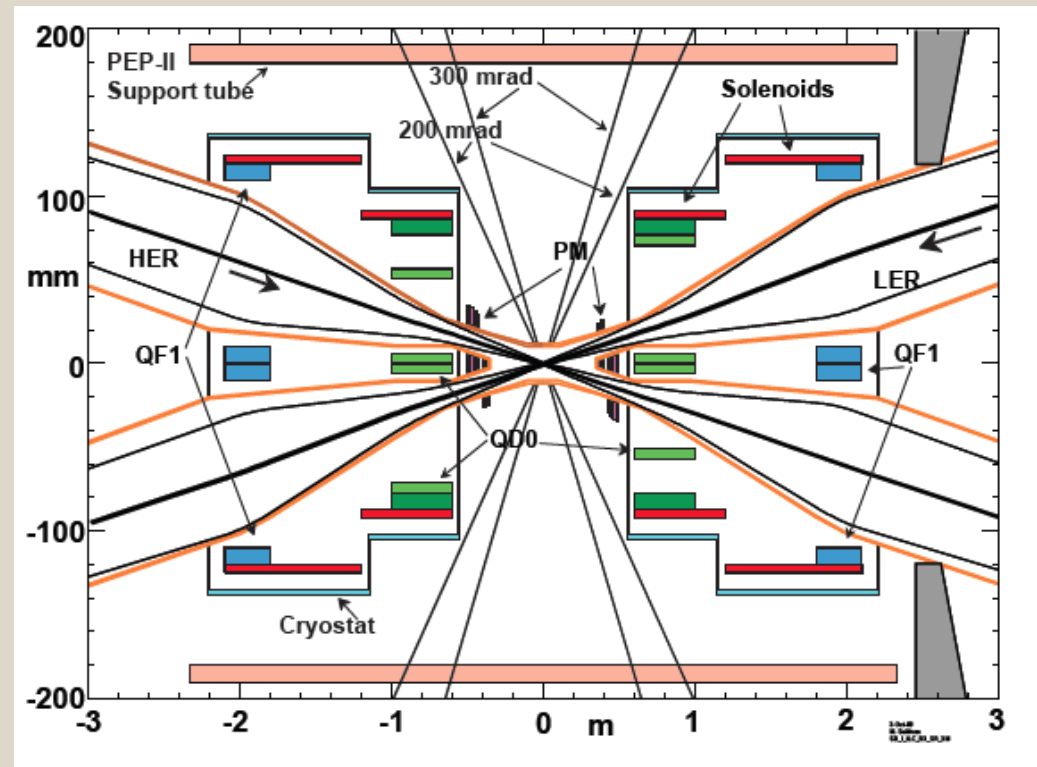 200
PEP-II
Support tube
300 mrad
Solenoids
200 mrad
100
HER
PM
LER
mm
QF1
0
QF1
QD0
-100
Cryostat
-200
-3
-2
-1
0
m
1
2
3